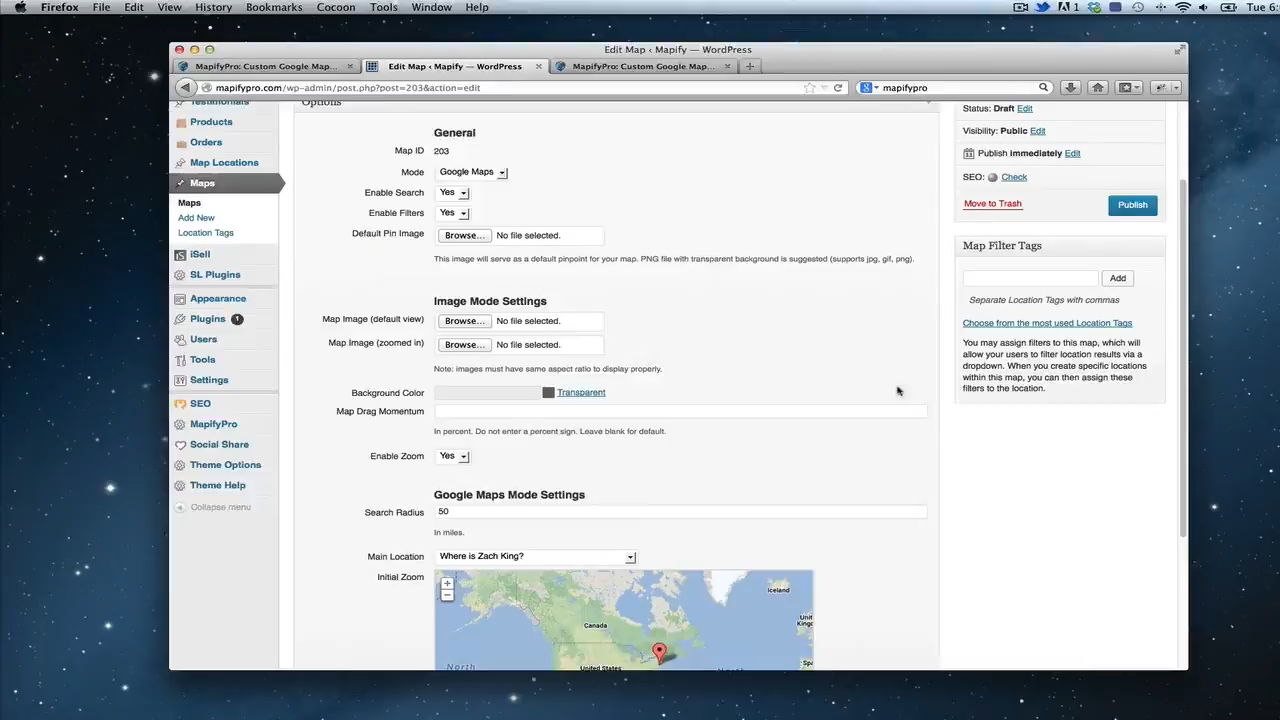 Firefox File Edit View History Bookmarks Cocoon Tools Window Help
1
Tue 6:
Edit Map ‹ Mapify — WordPress
MapifyPro: Custom Google Map...
Edit Map ‹ Mapify — WordPress
MapifyPro: Custom Google Map...
mapifypro.com/wp-admin/post.php?post=203&action=edit
mapifypro
Testimonials
Products
Orders
Map Locations
Maps
Maps
Add New
Location Tags
iSell
SL Plugins
Appearance
Plugins 1
Users
Tools
Settings
SEO
MapifyPro
Social Share
Theme Options
Theme Help
Collapse menu
Options
General
Map ID 203
Mode Google Maps
Enable Search Yes
Enable Filters Yes
Default Pin Image Browse... No file selected.
This image will serve as a default pinpoint for your map. PNG file with transparent background is suggested (supports jpg, gif, png).
Image Mode Settings
Map Image (default view) Browse... No file selected.
Map Image (zoomed in) Browse... No file selected.
Note: images must have same aspect ratio to display properly.
Background Color Transparent
Map Drag Momentum
In percent. Do not enter a percent sign. Leave blank for default.
Enable Zoom Yes
Google Maps Mode Settings
Search Radius 50
In miles.
Main Location Where is Zach King?
Initial Zoom
+
−
Iceland
Canada
Unit
King
United States
Spa
North
North
Status: Draft Edit
Visibility: Public Edit
Publish immediately Edit
SEO: Check
Move to Trash Publish
Map Filter Tags
Add
Separate Location Tags with commas
Choose from the most used Location Tags
You may assign filters to this map, which will
allow your users to filter location results via a
dropdown. When you create specific locations
within this map, you can then assign these
filters to the location.